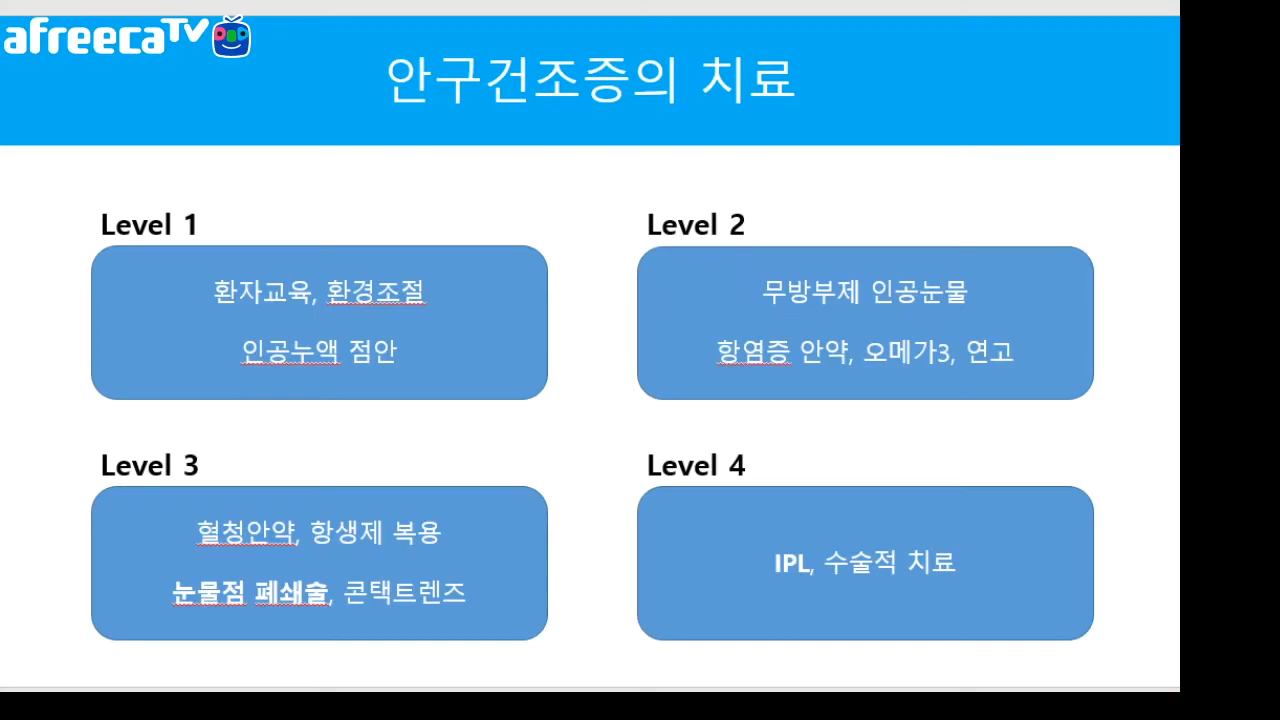 afreecaTV
안구건조증의 치료
Level 1
환자교육, 환경조절
인공누액 점안
Level 2
무방부제 인공눈물
항염증 안약, 오메가3, 연고
Level 3
혈청안약, 항생제 복용
눈물점 폐쇄술, 콘택트렌즈
Level 4
IPL, 수술적 치료